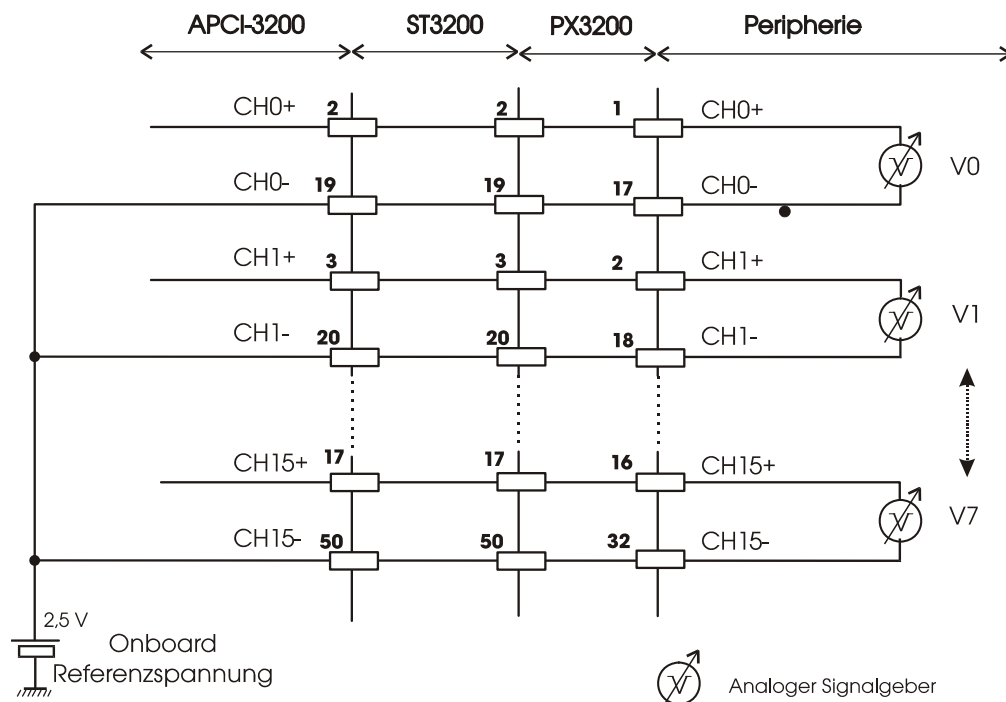 APCI-3200 ST3200 PX3200 Peripherie
CH0+ 2 2 1 CH0+
V V0
CH0- 19 19 17 CH0-
CH1+ 3 3 2 CH1+
V V1
CH1- 20 20 18 CH1-
CH15+ 17 17 16 CH15+
V V7
CH15- 50 50 32 CH15-
2,5 V
Onboard
Referenzspannung
V Analoger Signalgeber